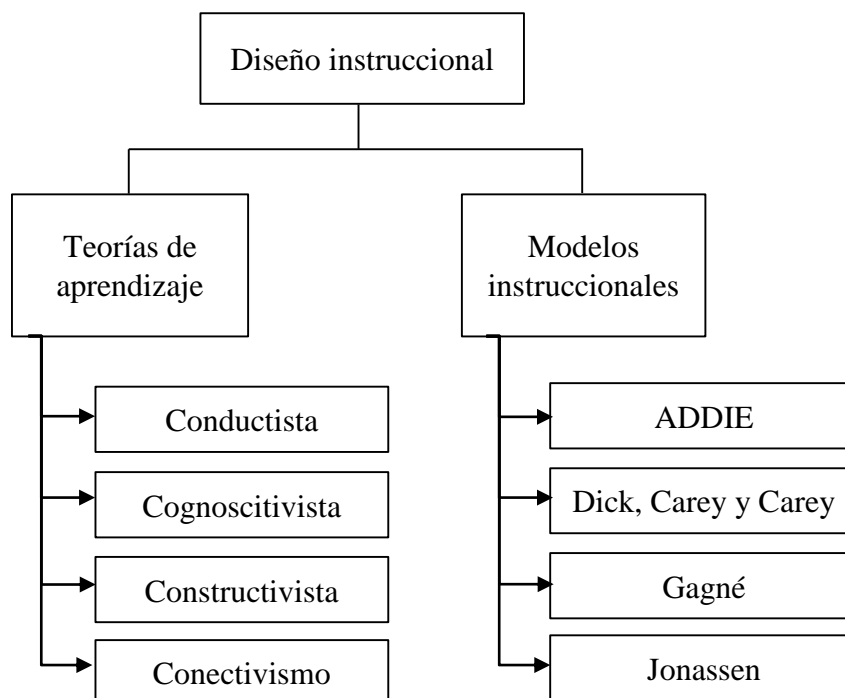 Diseño instruccional
Teorías de
aprendizaje
Conductista
Cognoscitivista
Constructivista
Conectivismo
Modelos
instruccionales
ADDIE
Dick, Carey y Carey
Gagné
Jonassen